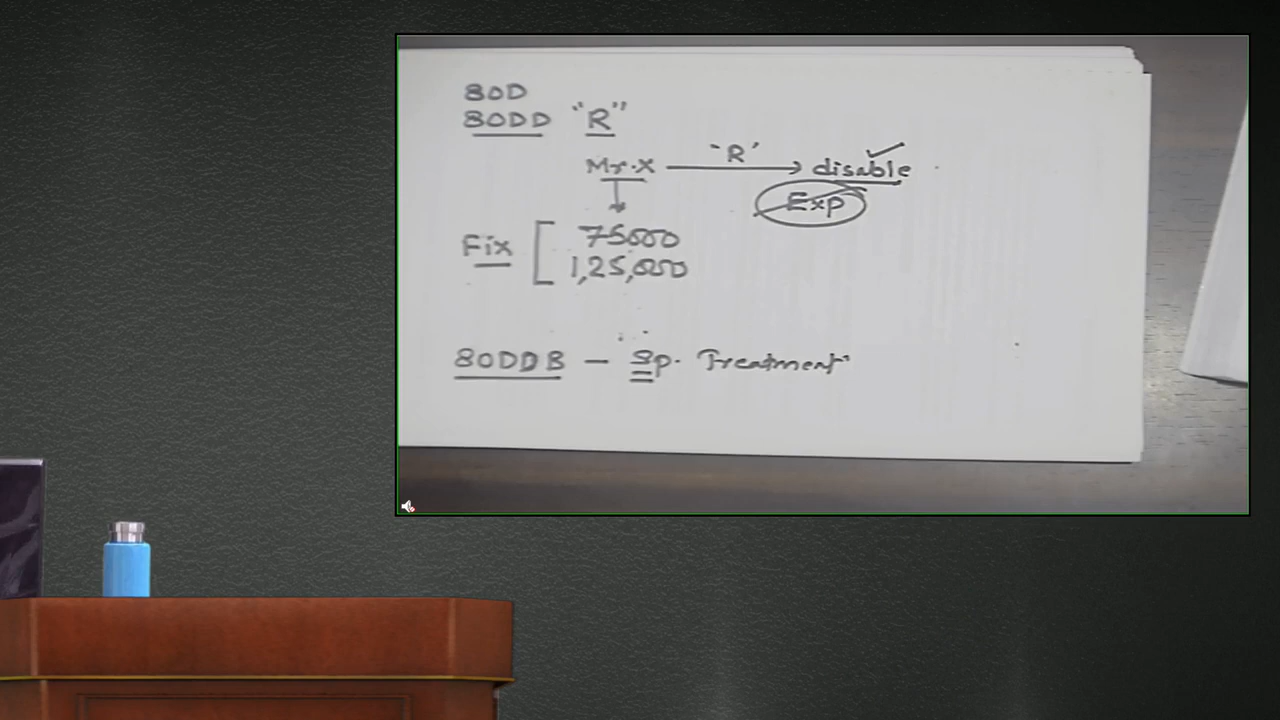 80D
80DD "R"
Mr.X 'R' disable
Exp
Fix 75000
1,25,000
80DDB - Sp. Treatment